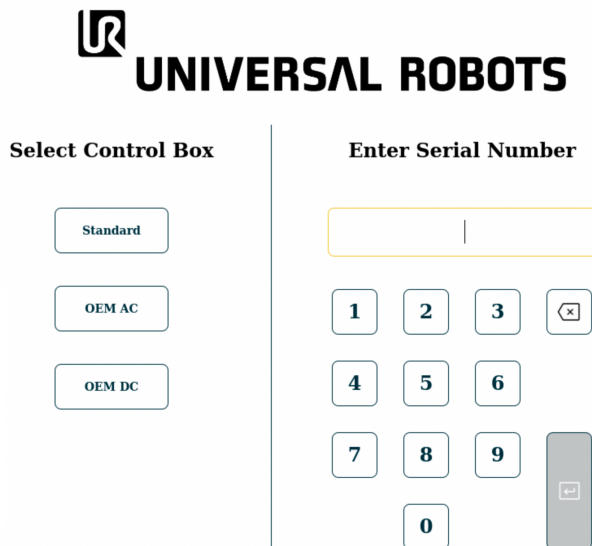 UR
UNIVERSAL ROBOTS
Select Control Box
Standard
OEM AC
OEM DC
Enter Serial Number
1 2 3
4 5 6
7 8 9
0